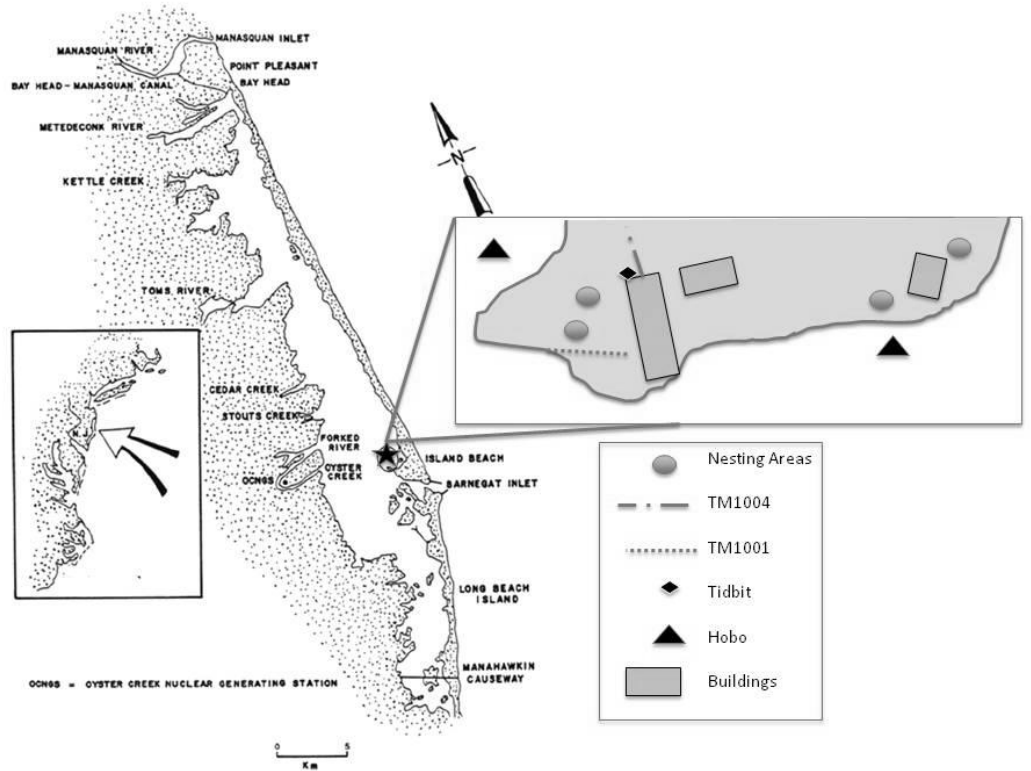 MANASQUAN INLET
MANASQUAN RIVER
POINT PLEASANT
BAY HEAD
BAY HEAD-MANASQUAN CANAL
METEDECONK RIVER
N
KETTLE CREEK
TOMS RIVER
N.J.
CEDAR CREEK
STOUTS CREEK
FORKED
RIVER
OYSTER
CREEK
OCNGS
ISLAND BEACH
BARNEGAT INLET
LONG BEACH
ISLAND
MANAHAWKIN
CAUSEWAY
OCNGS = OYSTER CREEK NUCLEAR GENERATING STATION
0 5
Km
Nesting Areas
TM1004
TM1001
Tidbit
Hobo
Buildings